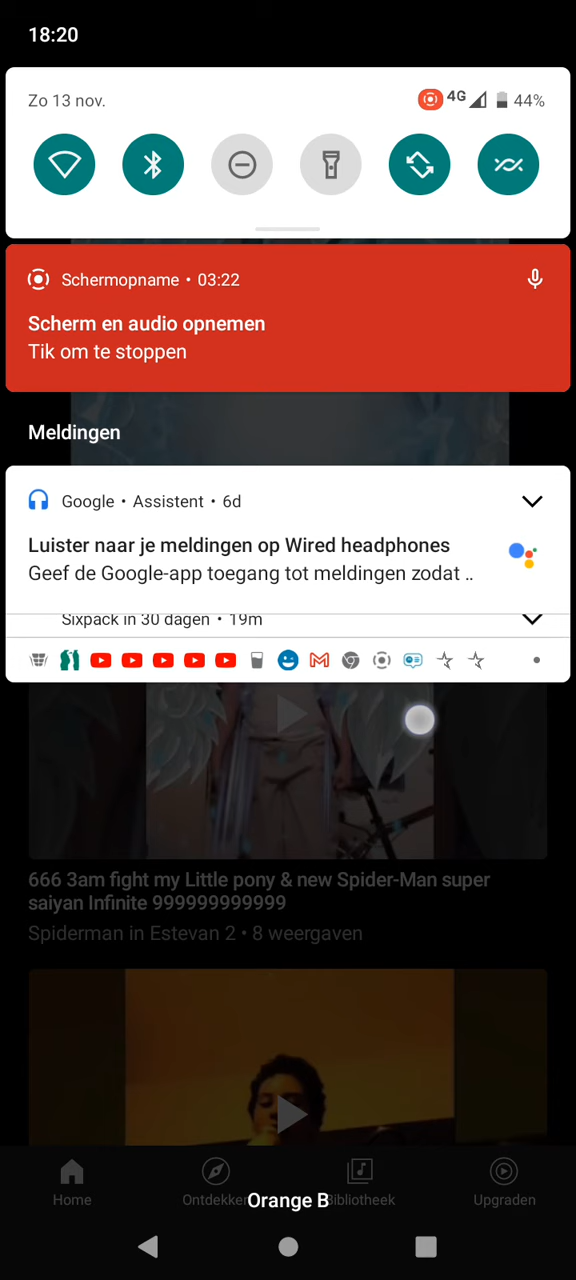 18:20
Zo 13 nov.
4G
44%
Schermopname • 03:22
Scherm en audio opnemen
Tik om te stoppen
Meldingen
Google • Assistent • 6d
Luister naar je meldingen op Wired headphones
Geef de Google-app toegang tot meldingen zodat ..
Sixpack in 30 dagen • 19m
666 3am fight my Little pony & new Spider-Man super
saiyan Infinite 999999999999
Spiderman in Estevan 2 • 8 weergaven
Home
Ontdekken
Orange B
Bibliotheek
Upgraden